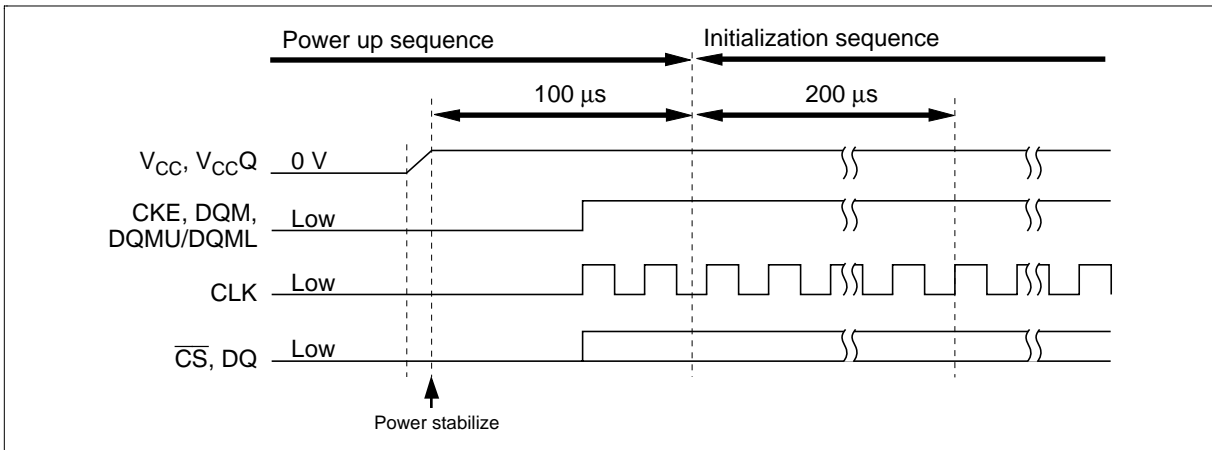 Power up sequence
Initialization sequence
100 μs
200 μs
VCC, VCCQ
0 V
CKE, DQM,
DQMU/DQML
Low
CLK
Low
CS, DQ
Low
Power stabilize